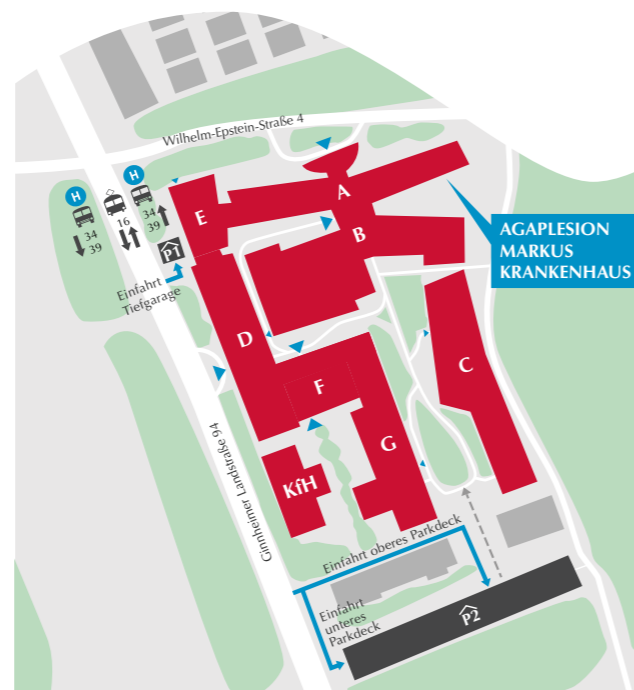 Wilhelm-Epstein-Straße 4
H
H
34
39
16
34
39
P1
Einfahrt
Tiefgarage
E
A
B
AGAPLESION
MARKUS
KRANKENHAUS
D
C
F
G
KfH
Ginnheimer Landstraße 94
Einfahrt oberes Parkdeck
Einfahrt
unteres
Parkdeck
P2